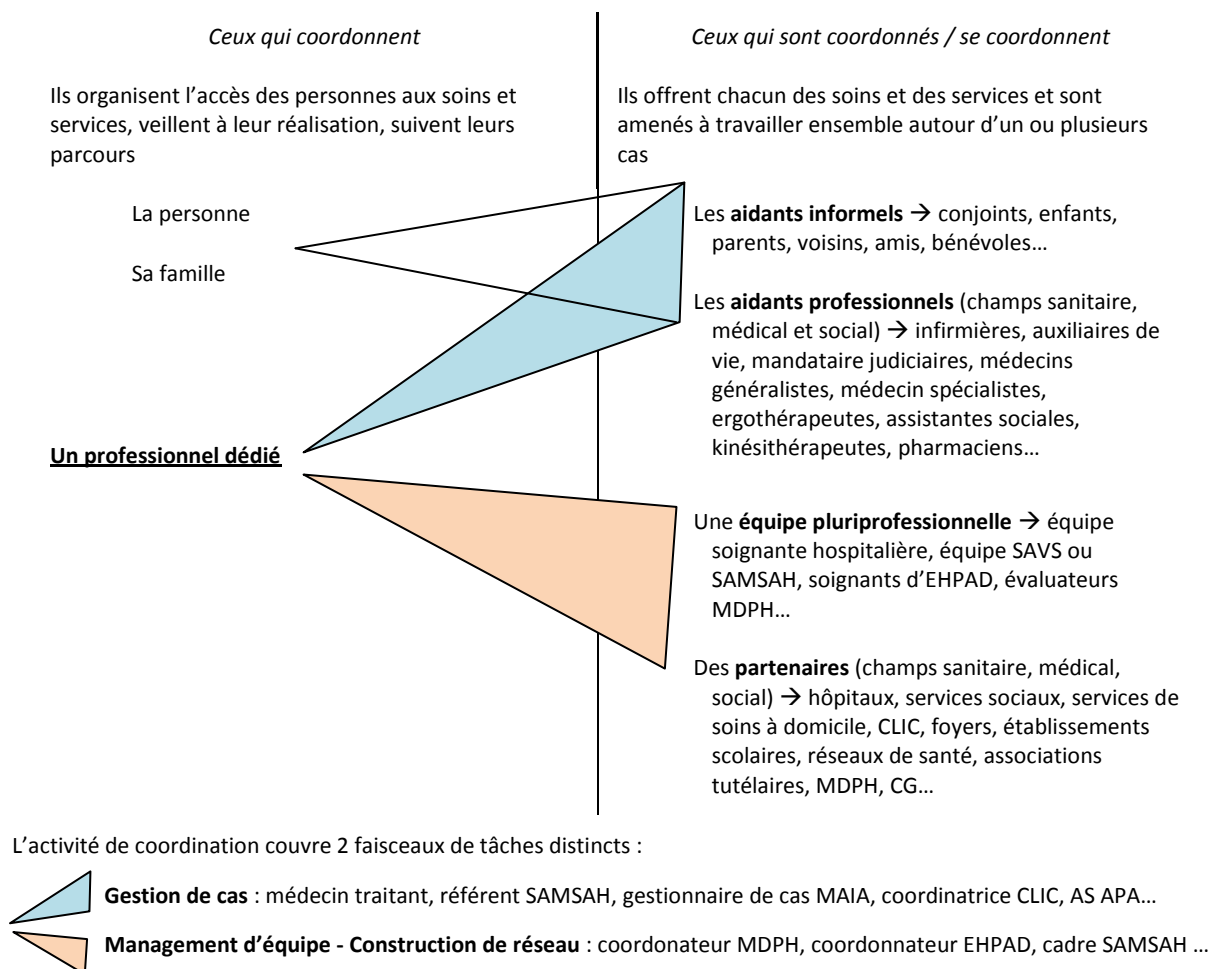 Ceux qui coordonnent
Ceux qui sont coordonnés / se coordonnent
Ils organisent l’accès des personnes aux soins et
services, veillent à leur réalisation, suivent leurs
parcours
Ils offrent chacun des soins et des services et sont
amenés à travailler ensemble autour d’un ou plusieurs
cas
La personne
Sa famille
Un professionnel dédié
Les aidants informels → conjoints, enfants,
parents, voisins, amis, bénévoles…
Les aidants professionnels (champs sanitaire,
médical et social) → infirmières, auxiliaires de
vie, mandataire judiciaires, médecins
généralistes, médecin spécialistes,
ergothérapeutes, assistantes sociales,
kinésithérapeutes, pharmaciens…
Une équipe pluriprofessionnelle → équipe
soignante hospitalière, équipe SAVS ou
SAMSAH, soignants d’EHPAD, évaluateurs
MDPH…
Des partenaires (champs sanitaire, médical,
social) → hôpitaux, services sociaux, services de
soins à domicile, CLIC, foyers, établissements
scolaires, réseaux de santé, associations
tutélaires, MDPH, CG…
L’activité de coordination couvre 2 faisceaux de tâches distincts :
Gestion de cas : médecin traitant, référent SAMSAH, gestionnaire de cas MAIA, coordinatrice CLIC, AS APA…
Management d’équipe - Construction de réseau : coordonateur MDPH, coordonnateur EHPAD, cadre SAMSAH …